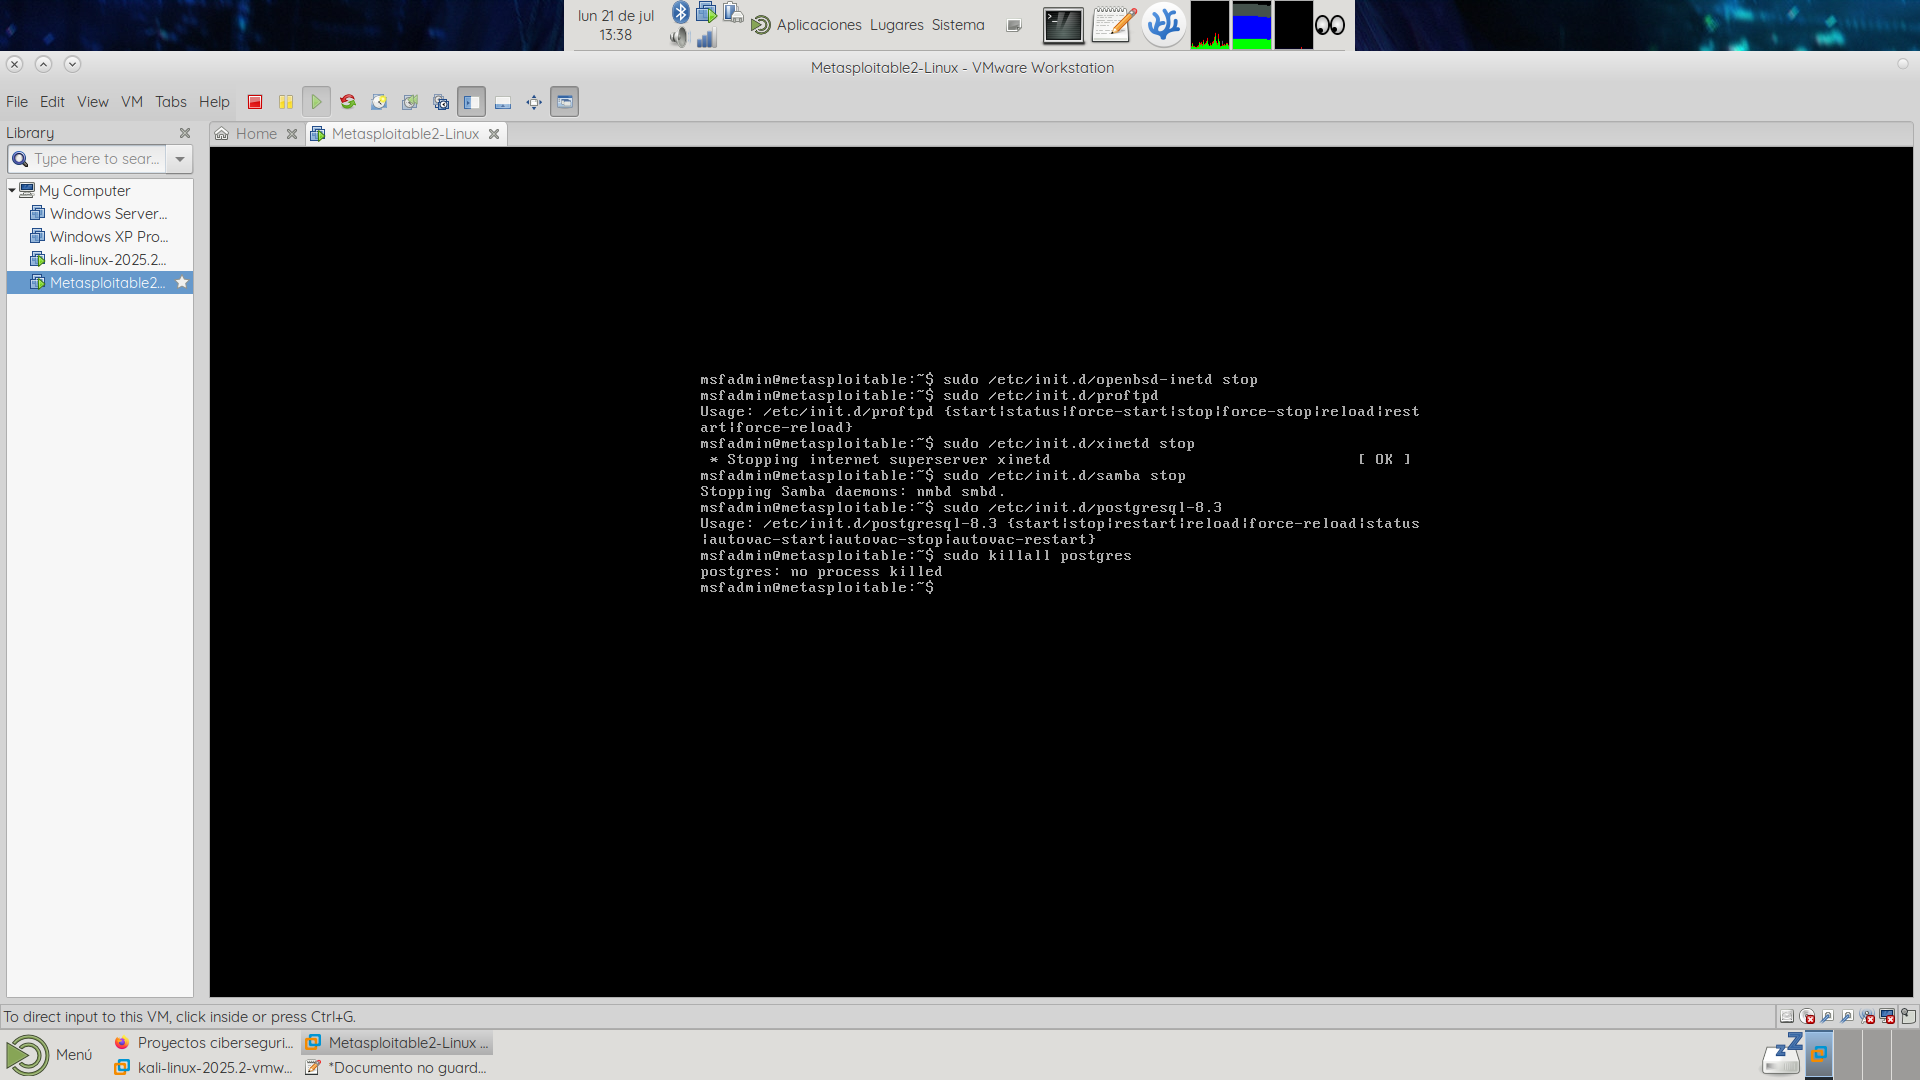 lun 21 de jul
13:38
Aplicaciones Lugares Sistema
Metasploitable2-Linux - VMware Workstation
File Edit View VM Tabs Help
Library
Home
Metasploitable2-Linux
Type here to sear...
My Computer
Windows Server...
Windows XP Pro...
kali-linux-2025.2...
Metasploitable2...
msfadmin@metasploitable:~$ sudo /etc/init.d/openbsd-inetd stop
msfadmin@metasploitable:~$ sudo /etc/init.d/proftpd
Usage: /etc/init.d/proftpd {start|status|force-start|stop|force-stop|reload|rest
art|force-reload}
msfadmin@metasploitable:~$ sudo /etc/init.d/xinetd stop
* Stopping internet superserver xinetd [ OK ]
msfadmin@metasploitable:~$ sudo /etc/init.d/samba stop
Stopping Samba daemons: nmbd smbd.
msfadmin@metasploitable:~$ sudo /etc/init.d/postgresql-8.3
Usage: /etc/init.d/postgresql-8.3 {start|stop|restart|reload|force-reload|status
|autovac-start|autovac-stop|autovac-restart}
msfadmin@metasploitable:~$ sudo killall postgres
postgres: no process killed
msfadmin@metasploitable:~$
To direct input to this VM, click inside or press Ctrl+G.
Menú
Proyectos ciberseguri...
Metasploitable2-Linux ...
kali-linux-2025.2-vmw...
*Documento no guard...